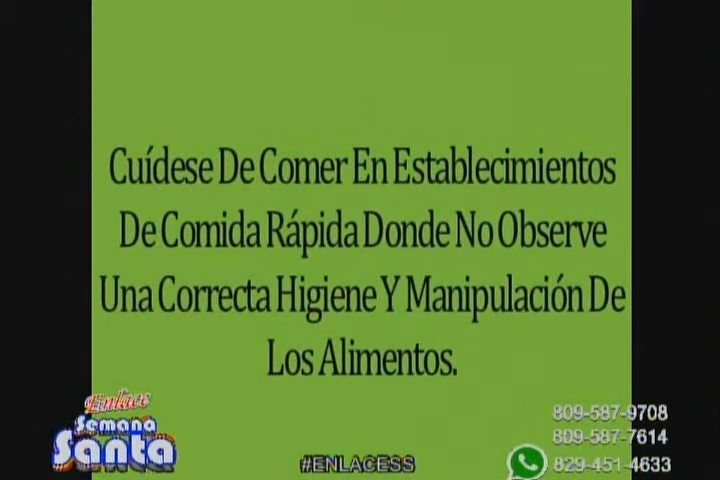 Cuídese De Comer En Establecimientos
De Comida Rápida Donde No Observe
Una Correcta Higiene Y Manipulación De
Los Alimentos.
Enlace
Semana
Santa
#ENLACESS
809-587-9708
809-587-7614
829-451-4633